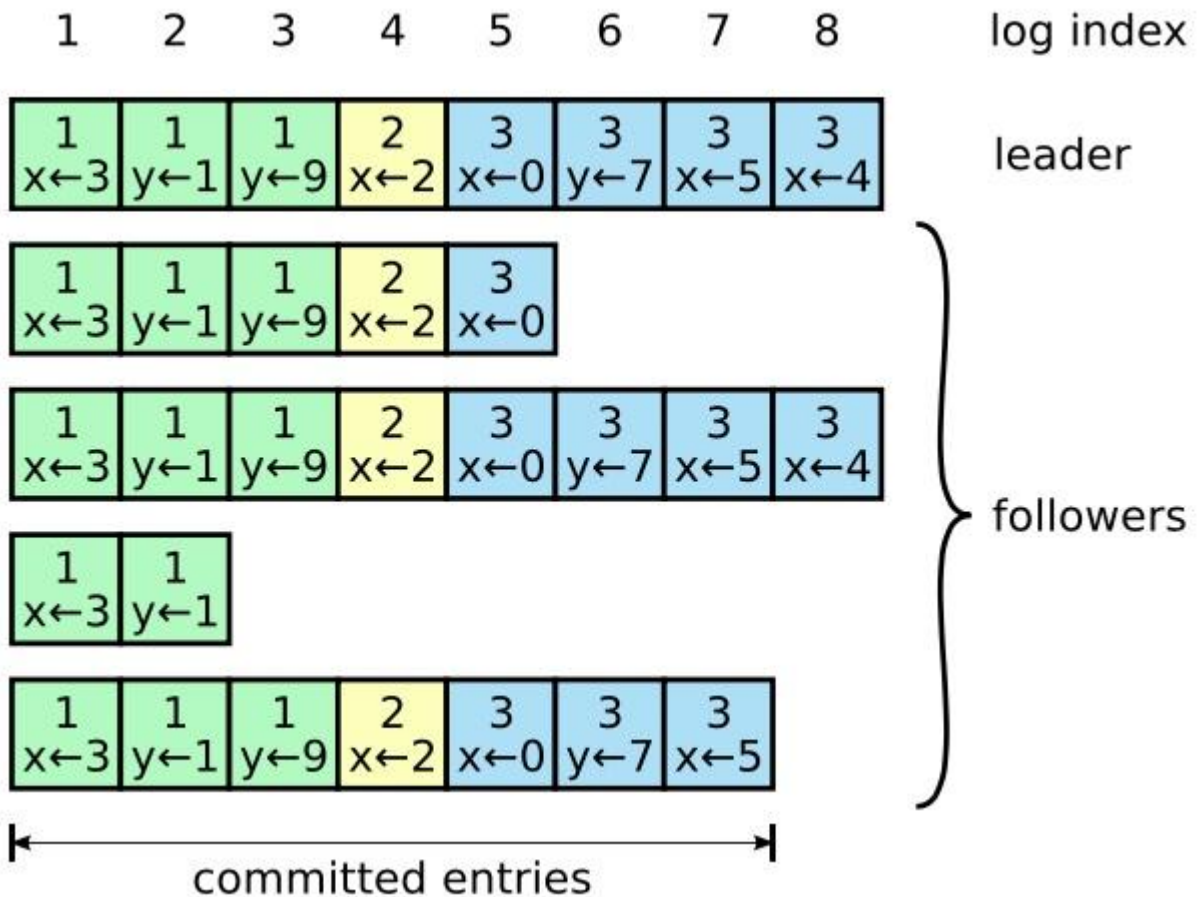 1 2 3 4 5 6 7 8 log index
1 1 1 2 3 3 3 3
x←3 y←1 y←9 x←2 x←0 y←7 x←5 x←4
leader
1 1 1 2 3
x←3 y←1 y←9 x←2 x←0
1 1 1 2 3 3 3 3
x←3 y←1 y←9 x←2 x←0 y←7 x←5 x←4
followers
1 1
x←3 y←1
1 1 1 2 3 3 3
x←3 y←1 y←9 x←2 x←0 y←7 x←5
committed entries